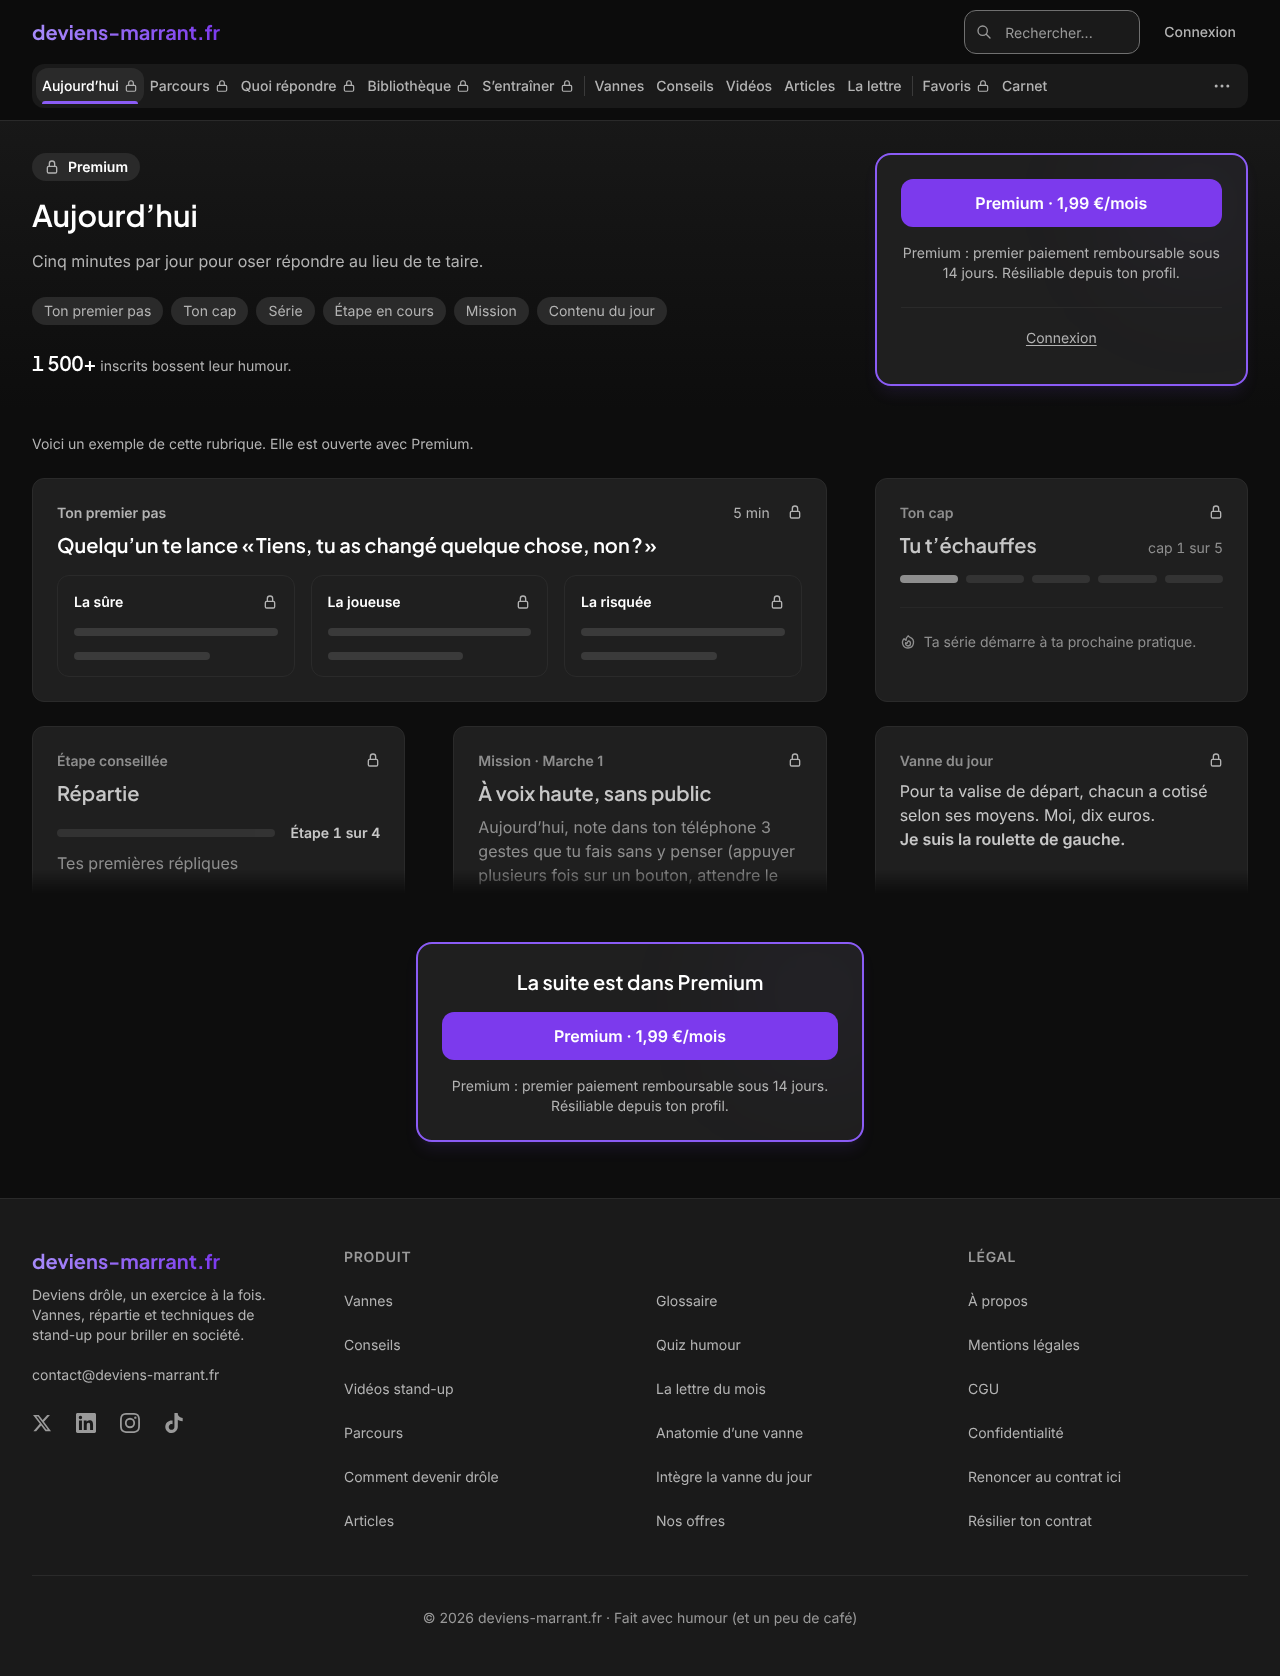 deviens-marrant.fr
Rechercher...
Connexion
Aujourd’hui
Parcours
Quoi répondre
Bibliothèque
S’entraîner
Vannes
Conseils
Vidéos
Articles
La lettre
Favoris
Carnet
Premium
Aujourd’hui
Cinq minutes par jour pour oser répondre au lieu de te taire.
Ton premier pas
Ton cap
Série
Étape en cours
Mission
Contenu du jour
1 500+ inscrits bossent leur humour.
Premium · 1,99 €/mois
Premium : premier paiement remboursable sous
14 jours. Résiliable depuis ton profil.
Connexion
Voici un exemple de cette rubrique. Elle est ouverte avec Premium.
Ton premier pas
5 min
Quelqu’un te lance « Tiens, tu as changé quelque chose, non ? »
La sûre
La joueuse
La risquée
Ton cap
Tu t’échauffes
cap 1 sur 5
Ta série démarre à ta prochaine pratique.
Étape conseillée
Répartie
Étape 1 sur 4
Tes premières répliques
Mission · Marche 1
À voix haute, sans public
Aujourd’hui, note dans ton téléphone 3
gestes que tu fais sans y penser (appuyer
plusieurs fois sur un bouton, attendre le
Vanne du jour
Pour ta valise de départ, chacun a cotisé
selon ses moyens. Moi, dix euros.
Je suis la roulette de gauche.
La suite est dans Premium
Premium · 1,99 €/mois
Premium : premier paiement remboursable sous 14 jours.
Résiliable depuis ton profil.
deviens-marrant.fr
Deviens drôle, un exercice à la fois.
Vannes, répartie et techniques de
stand-up pour briller en société.
contact@deviens-marrant.fr
PRODUIT
Vannes
Conseils
Vidéos stand-up
Parcours
Comment devenir drôle
Articles
Glossaire
Quiz humour
La lettre du mois
Anatomie d’une vanne
Intègre la vanne du jour
Nos offres
LÉGAL
À propos
Mentions légales
CGU
Confidentialité
Renoncer au contrat ici
Résilier ton contrat
© 2026 deviens-marrant.fr · Fait avec humour (et un peu de café)